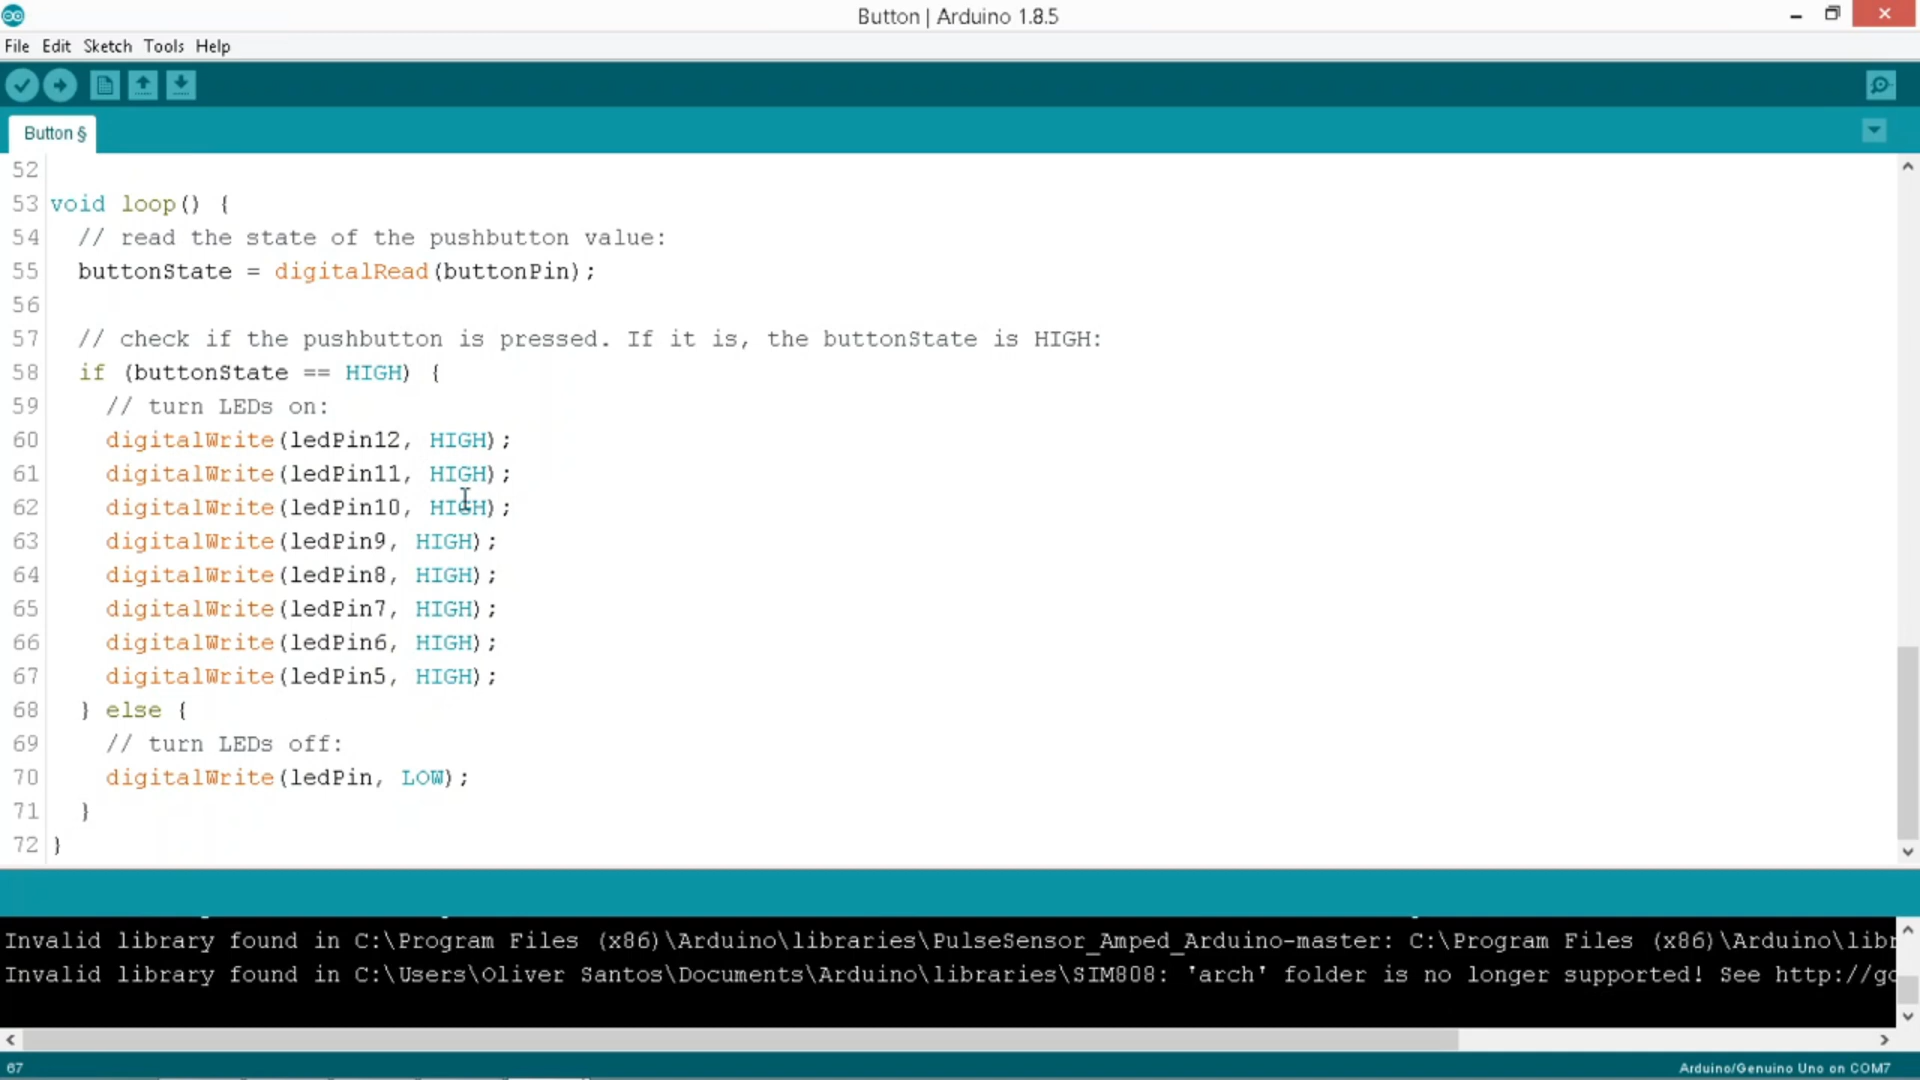 Button | Arduino 1.8.5
File Edit Sketch Tools Help
Button §
52
53 void loop() {
54 // read the state of the pushbutton value:
55 buttonState = digitalRead(buttonPin);
56
57 // check if the pushbutton is pressed. If it is, the buttonState is HIGH:
58 if (buttonState == HIGH) {
59 // turn LEDs on:
60 digitalWrite(ledPin12, HIGH);
61 digitalWrite(ledPin11, HIGH);
62 digitalWrite(ledPin10, HIGH);
63 digitalWrite(ledPin9, HIGH);
64 digitalWrite(ledPin8, HIGH);
65 digitalWrite(ledPin7, HIGH);
66 digitalWrite(ledPin6, HIGH);
67 digitalWrite(ledPin5, HIGH);
68 } else {
69 // turn LEDs off:
70 digitalWrite(ledPin, LOW);
71 }
72 }
Invalid library found in C:\Program Files (x86)\Arduino\libraries\PulseSensor_Amped_Arduino-master: C:\Program Files (x86)\Arduino\libr
Invalid library found in C:\Users\Oliver Santos\Documents\Arduino\libraries\SIM808: 'arch' folder is no longer supported! See http://go
67
Arduino/Genuino Uno on COM7